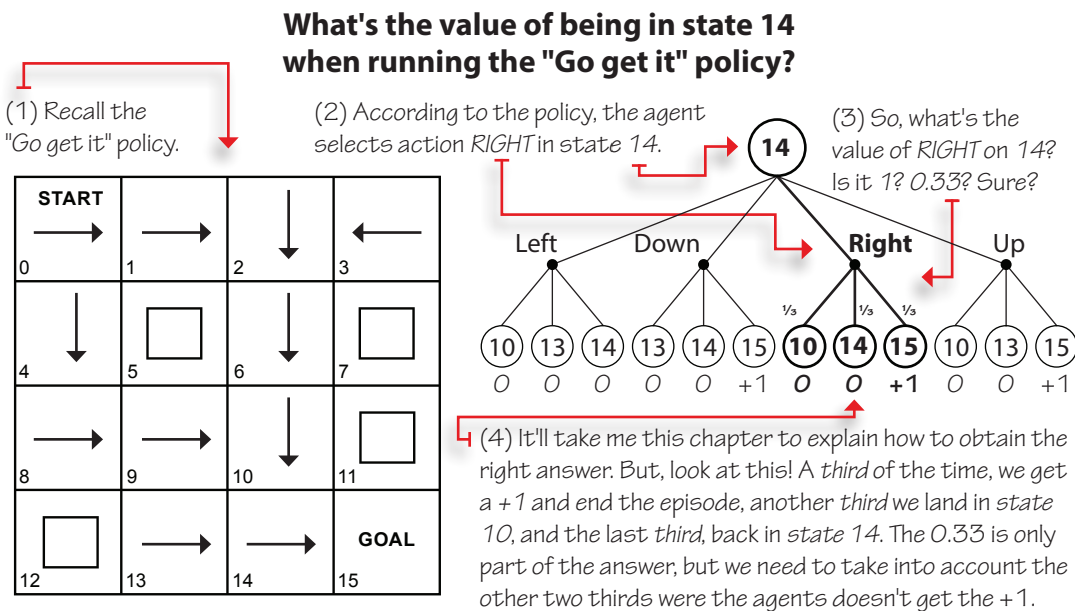 What's the value of being in state 14
when running the "Go get it" policy?
(1) Recall the
"Go get it" policy.
(2) According to the policy, the agent
selects action RIGHT in state 14.
(3) So, what's the
value of RIGHT on 14?
Is it 1? 0.33? Sure?
START
0
1
2
3
4
5
6
7
8
9
10
11
12
13
14
GOAL
15
14
Left
Down
Right
Up
1/3
1/3
1/3
10 13 14 13 14 15 10 14 15 10 13 15
0 0 0 0 0 +1 0 0 +1 0 0 +1
(4) It'll take me this chapter to explain how to obtain the
right answer. But, look at this! A third of the time, we get
a +1 and end the episode, another third we land in state
10, and the last third, back in state 14. The 0.33 is only
part of the answer, but we need to take into account the
other two thirds were the agents doesn't get the +1.